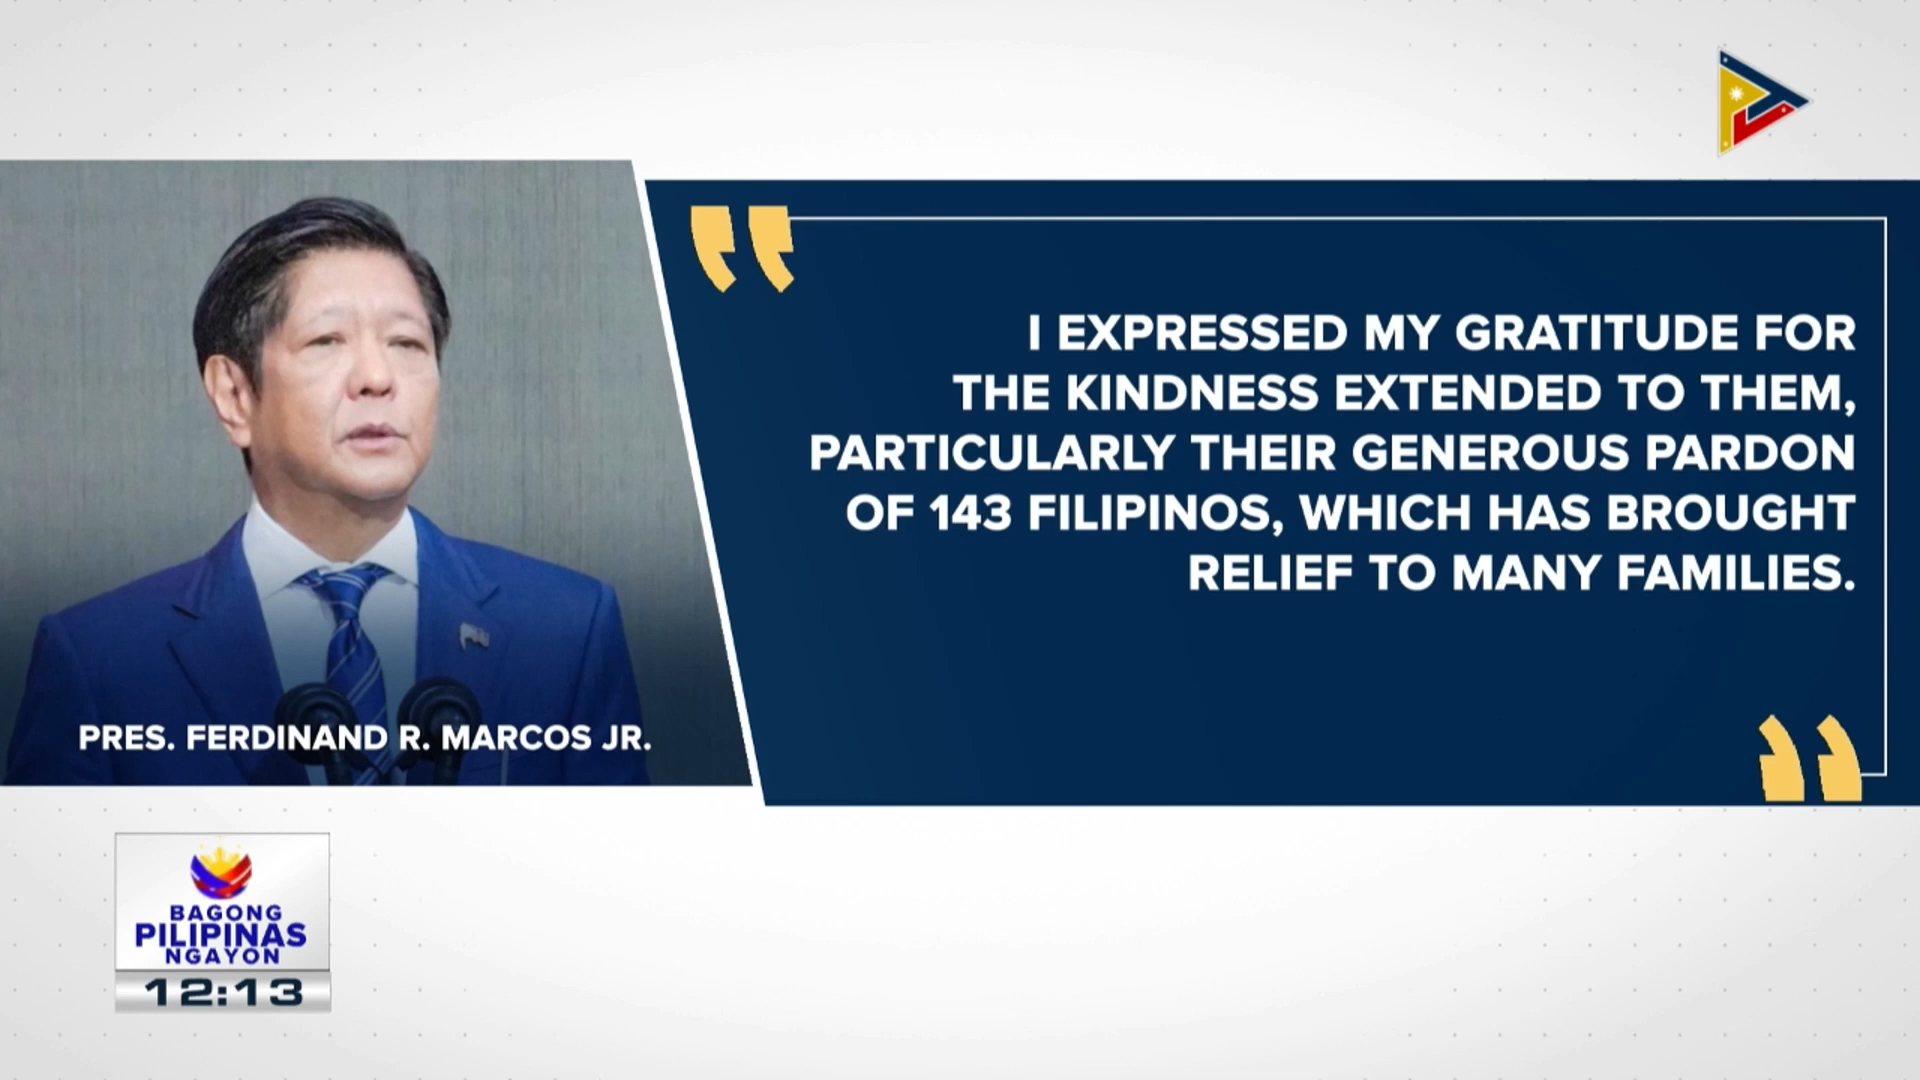 I EXPRESSED MY GRATITUDE FOR
THE KINDNESS EXTENDED TO THEM,
PARTICULARLY THEIR GENEROUS PARDON
OF 143 FILIPINOS, WHICH HAS BROUGHT
RELIEF TO MANY FAMILIES.
PRES. FERDINAND R. MARCOS JR.
BAGONG
PILIPINAS
NGAYON
12:13